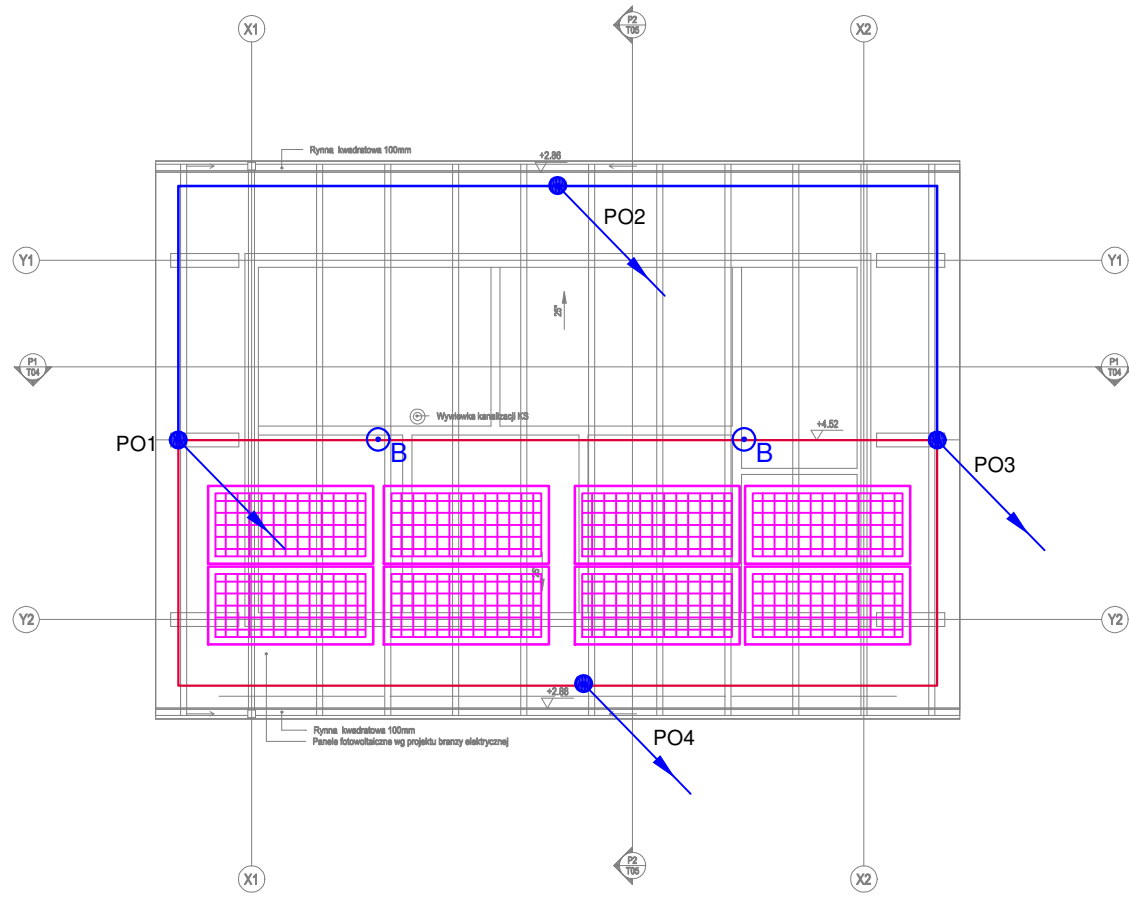 X1
P2
T05
X2
Rynna kwadratowa 100mm
+2.86
PO2
Y1
Y1
25°
P1
T04
P1
T04
Wywiewka kanalizacji KS
+4.52
PO1
B
B
PO3
25°
Y2
Y2
+2.86
Rynna kwadratowa 100mm
PO4
Panele fotowoltaiczne wg projektu branzy elektrycznej
P2
T05
X1
X2